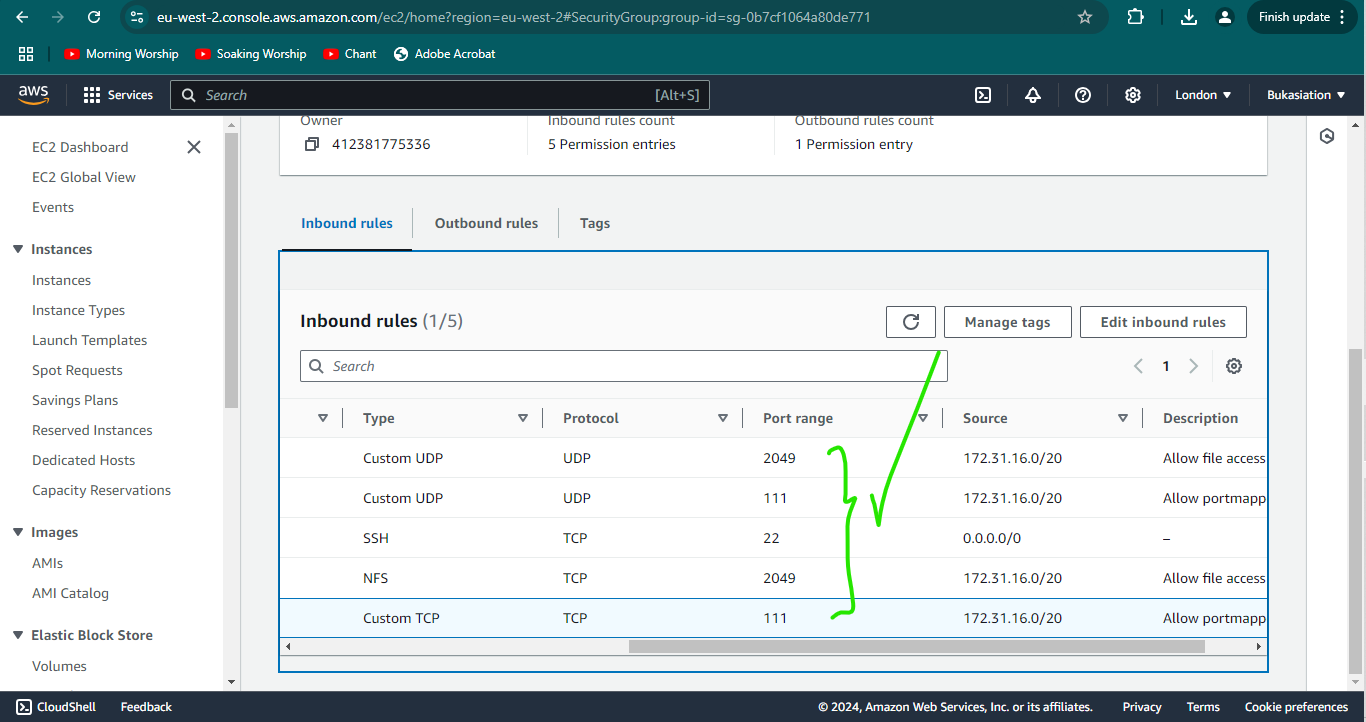 eu-west-2.console.aws.amazon.com/ec2/home?region=eu-west-2#SecurityGroup:group-id=sg-0b7cf1064a80de771
Finish update
Morning Worship Soaking Worship Chant Adobe Acrobat
aws Services Search [Alt+S] London Bukasiation
Owner Inbound rules count Outbound rules count
412381775336 5 Permission entries 1 Permission entry
EC2 Dashboard
EC2 Global View
Events
Instances
Instances
Instance Types
Launch Templates
Spot Requests
Savings Plans
Reserved Instances
Dedicated Hosts
Capacity Reservations
Images
AMIs
AMI Catalog
Elastic Block Store
Volumes
Inbound rules Outbound rules Tags
Inbound rules (1/5) Manage tags Edit inbound rules
Search 1
Type Protocol Port range Source Description
Custom UDP UDP 2049 172.31.16.0/20 Allow file access
Custom UDP UDP 111 172.31.16.0/20 Allow portmapp
SSH TCP 22 0.0.0.0/0 –
NFS TCP 2049 172.31.16.0/20 Allow file access
Custom TCP TCP 111 172.31.16.0/20 Allow portmapp
CloudShell Feedback © 2024, Amazon Web Services, Inc. or its affiliates. Privacy Terms Cookie preferences